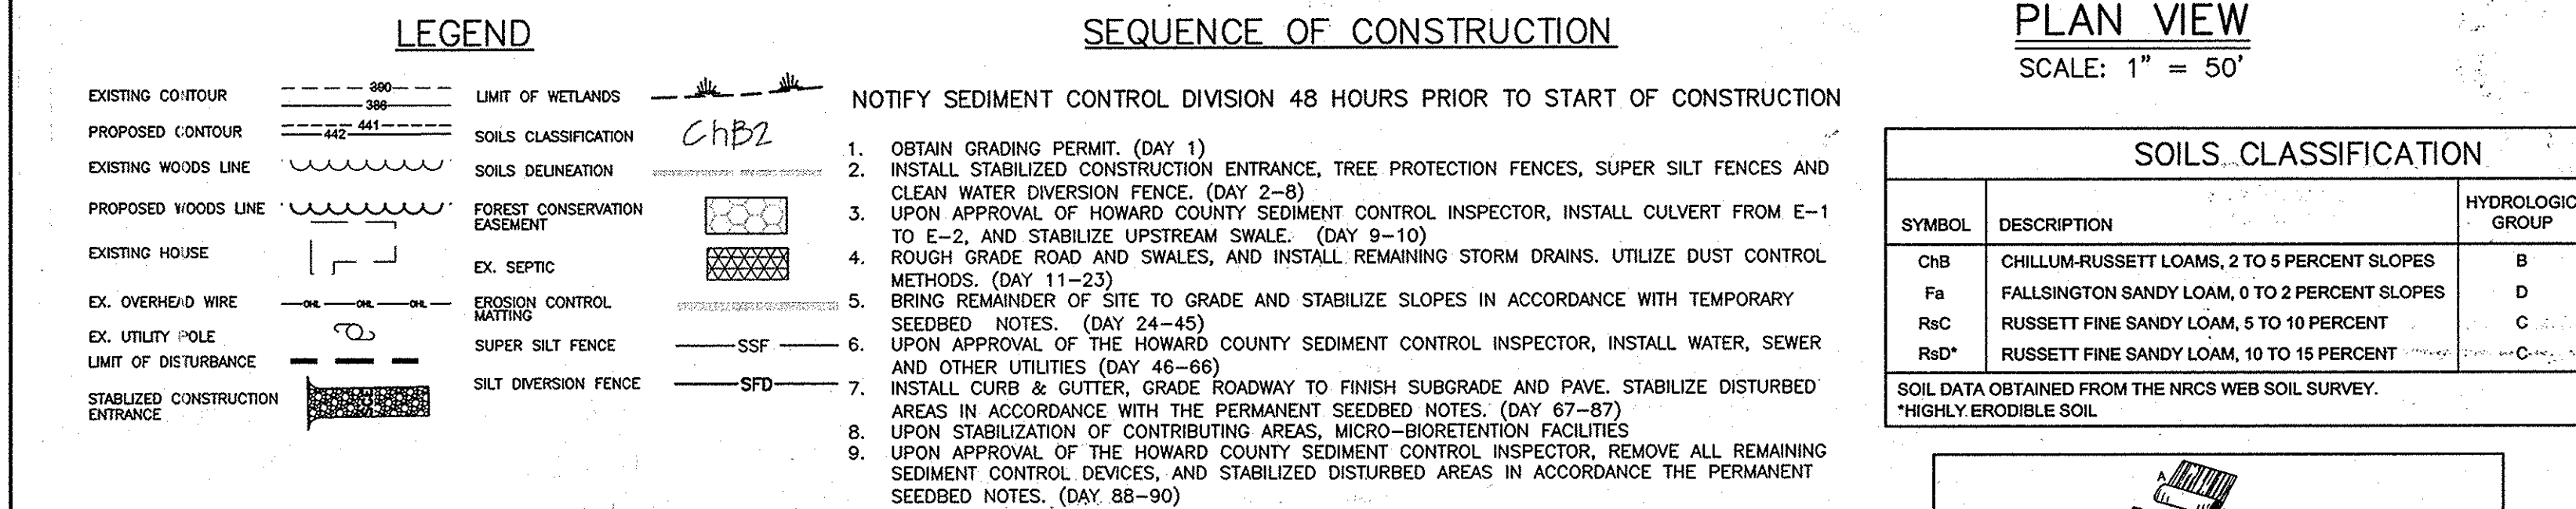 LEGEND
EXISTING CONTOUR
390
386
PROPOSED CONTOUR
441
442
EXISTING WOODS LINE
PROPOSED WOODS LINE
EXISTING HOUSE
EX. OVERHEAD WIRE
OHL OHL OHL
EX. UTILITY POLE
LIMIT OF DISTURBANCE
STABLIZED CONSTRUCTION
ENTRANCE
SCE
LIMIT OF WETLANDS
SOILS CLASSIFICATION
ChB2
SOILS DELINEATION
FOREST CONSERVATION
EASEMENT
EX. SEPTIC
EROSION CONTROL
MATTING
SUPER SILT FENCE
SSF
SILT DIVERSION FENCE
SFD
SEQUENCE OF CONSTRUCTION
NOTIFY SEDIMENT CONTROL DIVISION 48 HOURS PRIOR TO START OF CONSTRUCTION
1. OBTAIN GRADING PERMIT. (DAY 1)
2. INSTALL STABILIZED CONSTRUCTION ENTRANCE, TREE PROTECTION FENCES, SUPER SILT FENCES AND
CLEAN WATER DIVERSION FENCE. (DAY 2-8)
3. UPON APPROVAL OF HOWARD COUNTY SEDIMENT CONTROL INSPECTOR, INSTALL CULVERT FROM E-1
TO E-2, AND STABILIZE UPSTREAM SWALE. (DAY 9-10)
4. ROUGH GRADE ROAD AND SWALES, AND INSTALL REMAINING STORM DRAINS. UTILIZE DUST CONTROL
METHODS. (DAY 11-23)
5. BRING REMAINDER OF SITE TO GRADE AND STABILIZE SLOPES IN ACCORDANCE WITH TEMPORARY
SEEDBED NOTES. (DAY 24-45)
6. UPON APPROVAL OF THE HOWARD COUNTY SEDIMENT CONTROL INSPECTOR, INSTALL WATER, SEWER
AND OTHER UTILITIES (DAY 46-66)
7. INSTALL CURB & GUTTER, GRADE ROADWAY TO FINISH SUBGRADE AND PAVE. STABILIZE DISTURBED
AREAS IN ACCORDANCE WITH THE PERMANENT SEEDBED NOTES. (DAY 67-87)
8. UPON STABILIZATION OF CONTRIBUTING AREAS, MICRO-BIORETENTION FACILITIES
9. UPON APPROVAL OF THE HOWARD COUNTY SEDIMENT CONTROL INSPECTOR, REMOVE ALL REMAINING
SEDIMENT CONTROL DEVICES, AND STABILIZED DISTURBED AREAS IN ACCORDANCE THE PERMANENT
SEEDBED NOTES. (DAY 88-90)
PLAN VIEW
SCALE: 1" = 50'
SOILS CLASSIFICATION
SYMBOL DESCRIPTION HYDROLOGIC GROUP
ChB CHILLUM-RUSSETT LOAMS, 2 TO 5 PERCENT SLOPES B
Fa FALLSINGTON SANDY LOAM, 0 TO 2 PERCENT SLOPES D
RsC RUSSETT FINE SANDY LOAM, 5 TO 10 PERCENT C
RsD* RUSSETT FINE SANDY LOAM, 10 TO 15 PERCENT C
SOIL DATA OBTAINED FROM THE NRCS WEB SOIL SURVEY.
*HIGHLY ERODIBLE SOIL
A